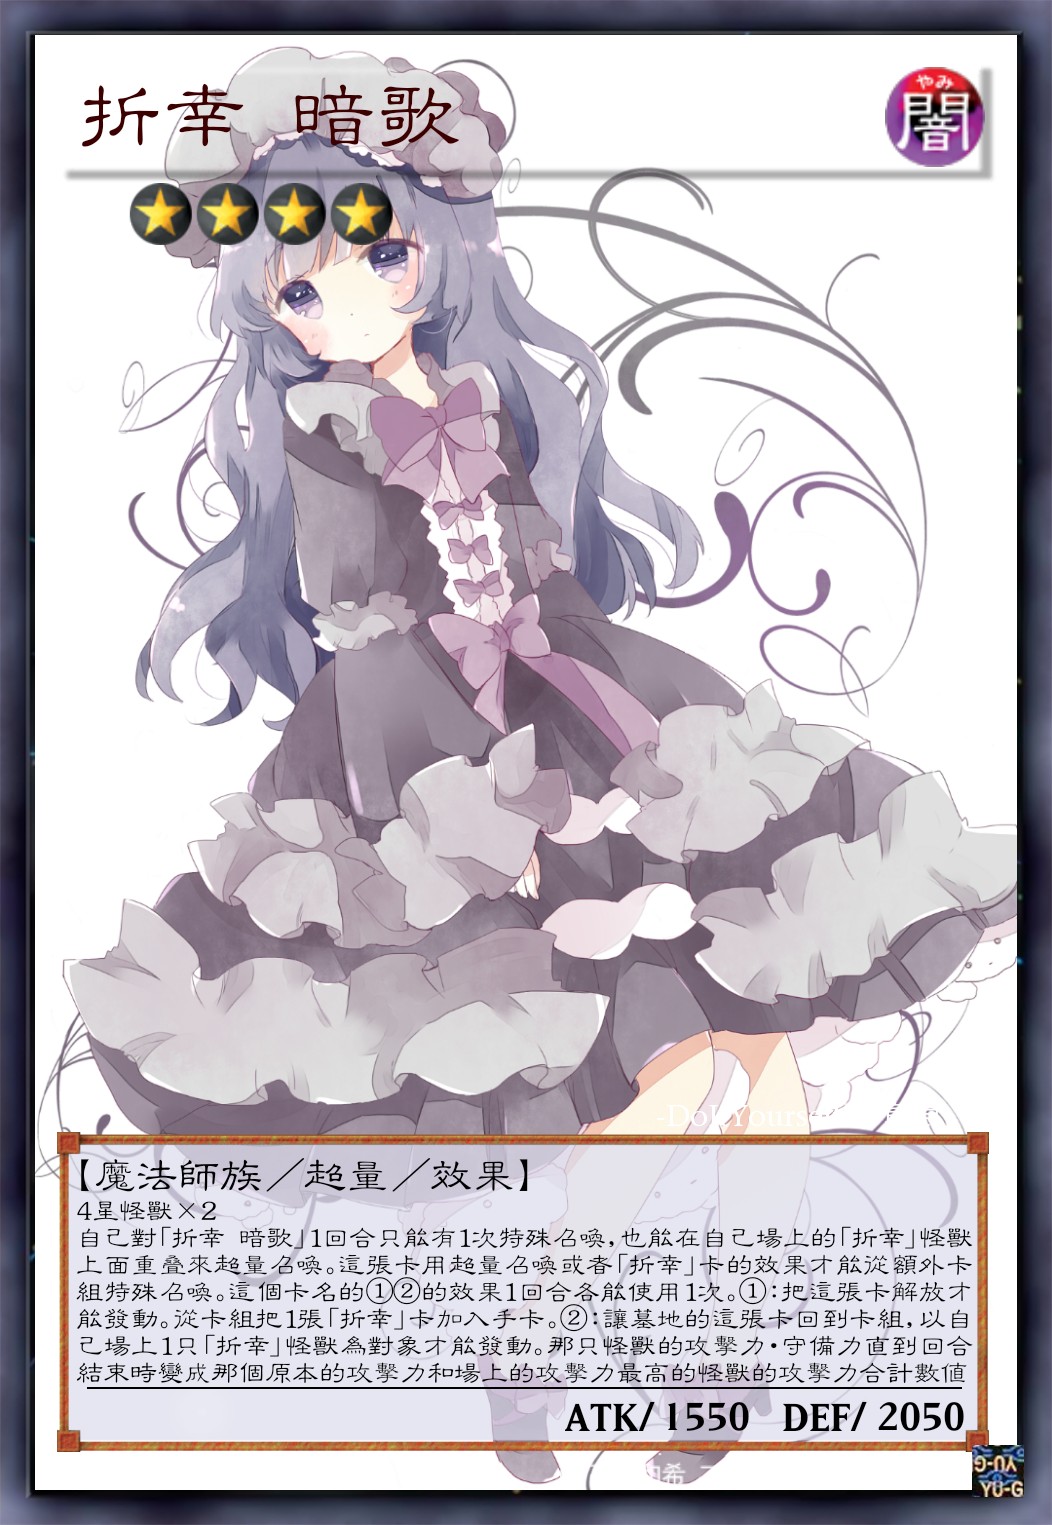 折幸 暗歌
やみ
闇
-DoItYourself
【魔法師族／超量／效果】
4星怪獸×2
自己對「折幸 暗歌」1回合只能有1次特殊召喚,也能在自己場上的「折幸」怪獸
上面重疊來超量召喚。這張卡用超量召喚或者「折幸」卡的效果才能從額外卡
組特殊召喚。這個卡名的①②的效果1回合各能使用1次。①:把這張卡解放才
能發動。從卡組把1張「折幸」卡加入手卡。②:讓墓地的這張卡回到卡組,以自
己場上1只「折幸」怪獸為對象才能發動。那只怪獸的攻擊力・守備力直到回合
結束時變成那個原本的攻擊力和場上的攻擊力最高的怪獸的攻擊力合計數值
ATK/ 1550 DEF/ 2050
YU-G